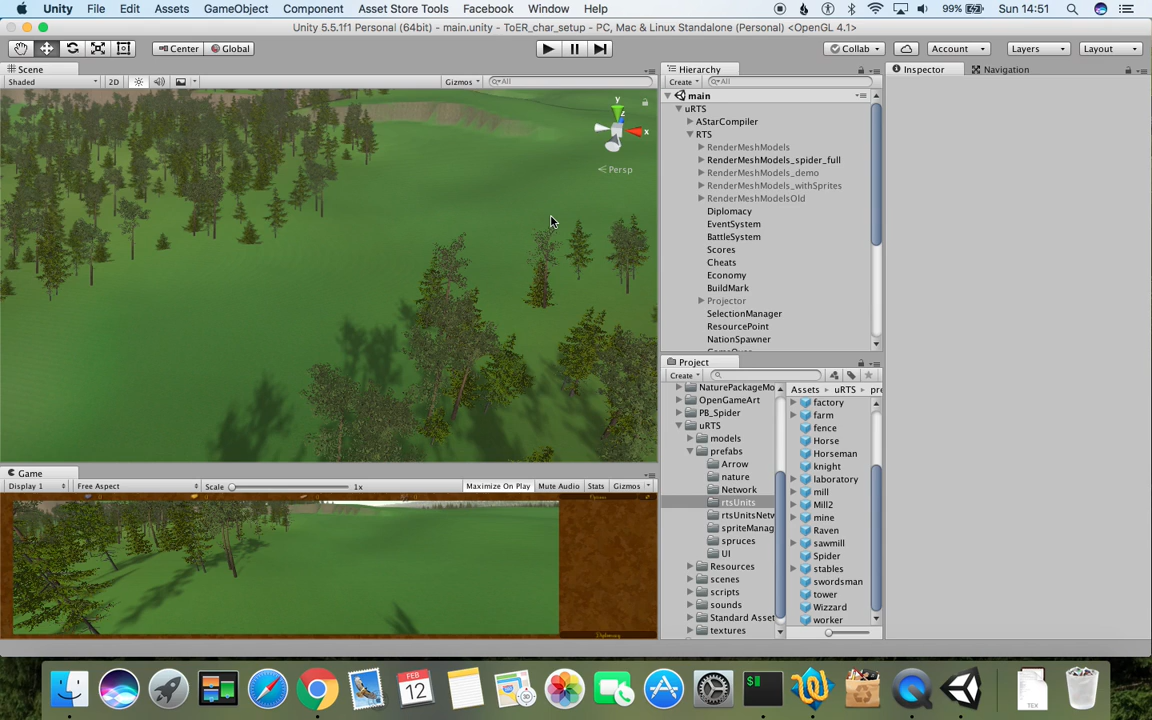 Unity File Edit Assets GameObject Component Asset Store Tools Facebook Window Help 99% Sun 14:51
Unity 5.5.1f1 Personal (64bit) - main.unity - ToER_char_setup - PC, Mac & Linux Standalone (Personal) <OpenGL 4.1>
Center Global Collab Account Layers Layout
Scene
Shaded 2D Gizmos All
y
z
x
Persp
Game
Display 1 Free Aspect Scale 1x Maximize On Play Mute Audio Stats Gizmos
Hierarchy
Create All
main
uRTS
AStarCompiler
RTS
RenderMeshModels
RenderMeshModels_spider_full
RenderMeshModels_demo
RenderMeshModels_withSprites
RenderMeshModelsOld
Diplomacy
EventSystem
BattleSystem
Scores
Cheats
Economy
BuildMark
Projector
SelectionManager
ResourcePoint
NationSpawner
Project
Create
NaturePackageMo
OpenGameArt
PB_Spider
uRTS
models
prefabs
Arrow
nature
Network
rtsUnits
rtsUnitsNetw
spriteManag
spruces
UI
Resources
scenes
scripts
sounds
Standard Asset
textures
Assets uRTS pre
factory
farm
fence
Horse
Horseman
knight
laboratory
mill
Mill2
mine
Raven
sawmill
Spider
stables
swordsman
tower
Wizzard
worker
Inspector Navigation
FEB
12
TEX